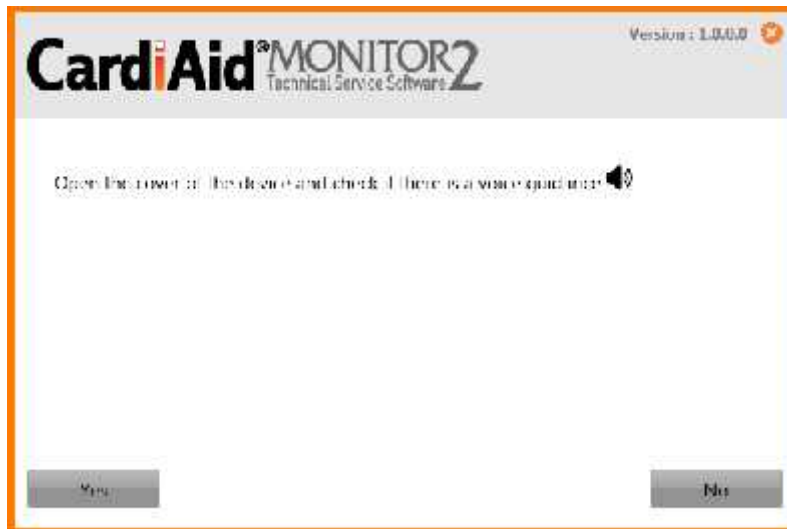 CardiAid® MONITOR2
Technical Service Software
Version : 1.0.0.0
Open the cover of the device and check if there is a voice guidance
Yes
No